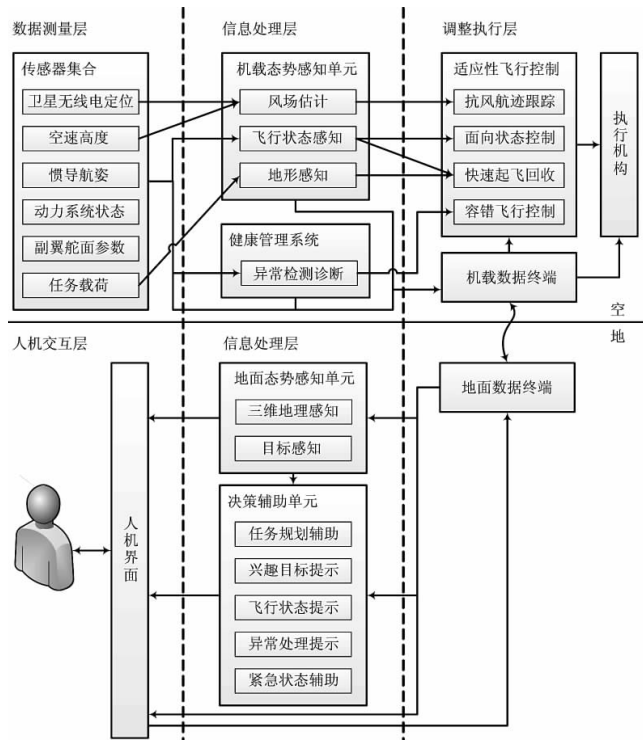 数据测量层
传感器集合
卫星无线电定位
空速高度
惯导航姿
动力系统状态
副翼舵面参数
任务载荷
信息处理层
机载态势感知单元
风场估计
飞行状态感知
地形感知
健康管理系统
异常检测诊断
调整执行层
适应性飞行控制
抗风航迹跟踪
面向状态控制
快速起飞回收
容错飞行控制
执行机构
机载数据终端
空
地
人机交互层
人机界面
信息处理层
地面态势感知单元
三维地理感知
目标感知
决策辅助单元
任务规划辅助
兴趣目标提示
飞行状态提示
异常处理提示
紧急状态辅助
地面数据终端